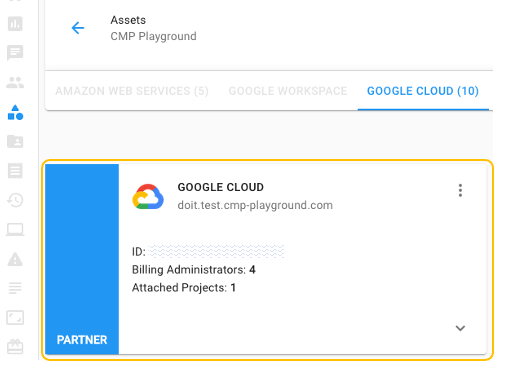 Assets
CMP Playground
AMAZON WEB SERVICES (5)
GOOGLE WORKSPACE
GOOGLE CLOUD (10)
GOOGLE CLOUD
doit.test.cmp-playground.com
ID:
Billing Administrators: 4
Attached Projects: 1
PARTNER